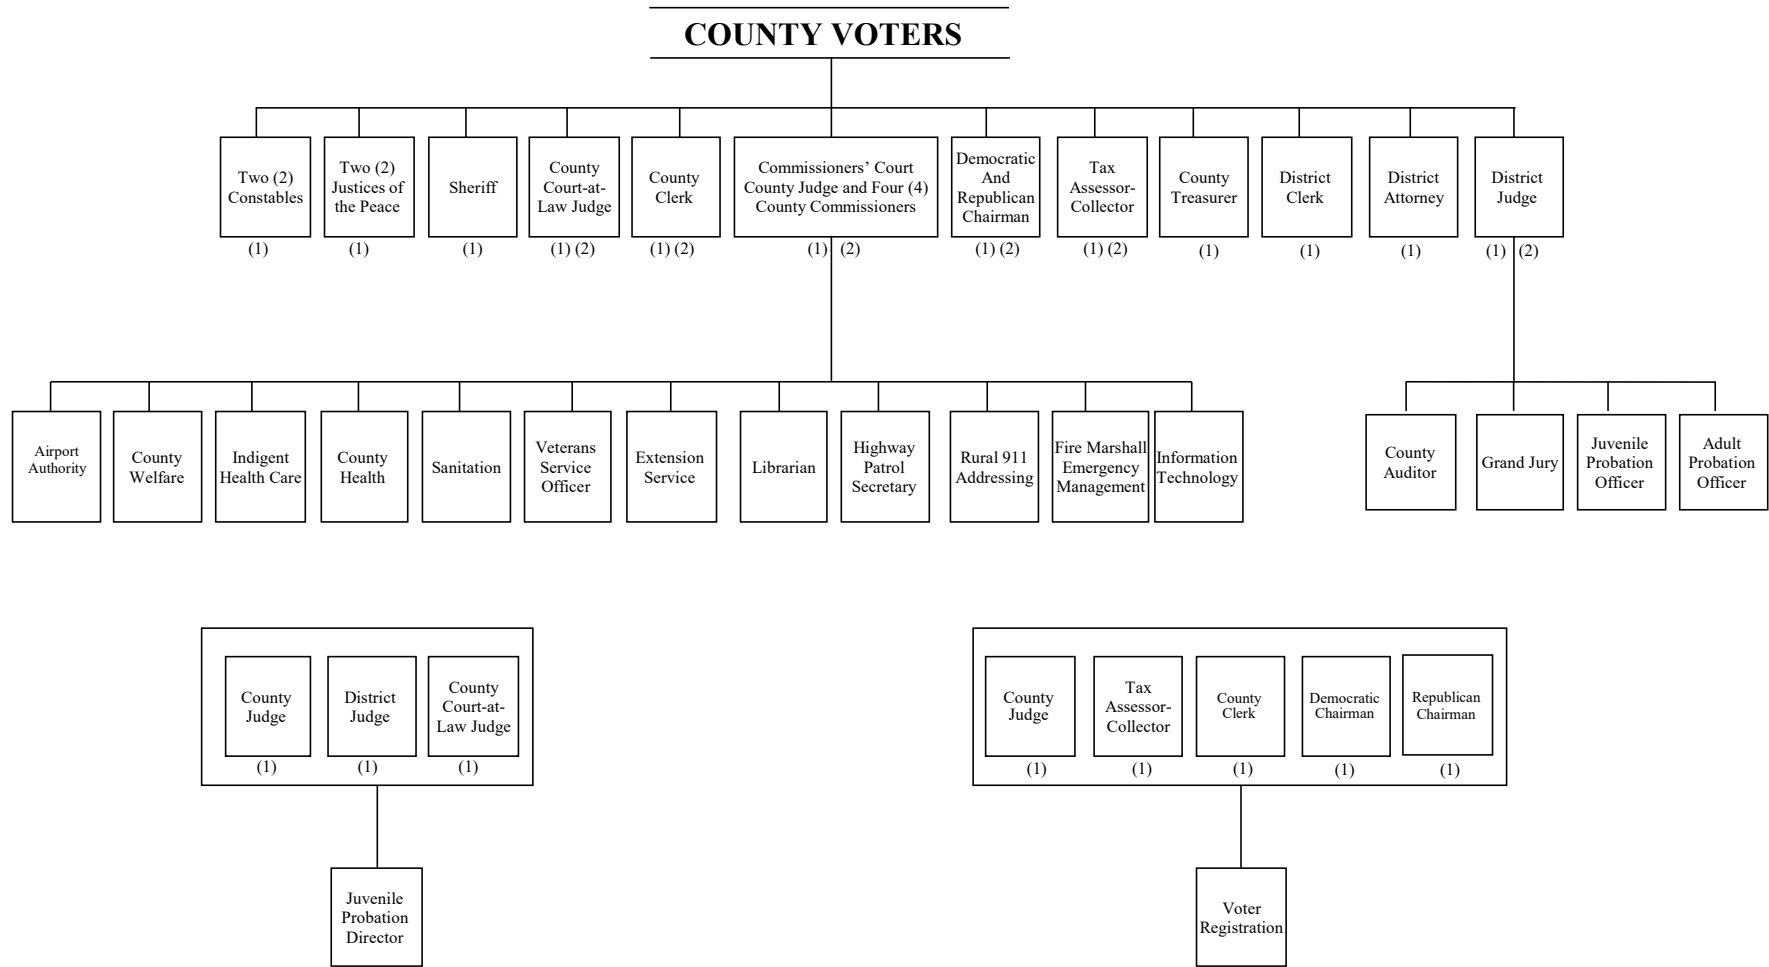 COUNTY VOTERS
Two (2)
Constables
(1)
Two (2)
Justices of
the Peace
(1)
Sheriff
(1)
County
Court-at-
Law Judge
(1) (2)
County
Clerk
(1) (2)
Commissioners’ Court
County Judge and Four (4)
County Commissioners
(1) (2)
Democratic
And
Republican
Chairman
(1) (2)
Tax
Assessor-
Collector
(1) (2)
County
Treasurer
(1)
District
Clerk
(1)
District
Attorney
(1)
District
Judge
(1) (2)
Airport
Authority
County
Welfare
Indigent
Health Care
County
Health
Sanitation
Veterans
Service
Officer
Extension
Service
Librarian
Highway
Patrol
Secretary
Rural 911
Addressing
Fire Marshall
Emergency
Management
Information
Technology
County
Auditor
Grand Jury
Juvenile
Probation
Officer
Adult
Probation
Officer
County
Judge
(1)
District
Judge
(1)
County
Court-at-
Law Judge
(1)
Juvenile
Probation
Director
County
Judge
(1)
Tax
Assessor-
Collector
(1)
County
Clerk
(1)
Democratic
Chairman
(1)
Republican
Chairman
(1)
Voter
Registration